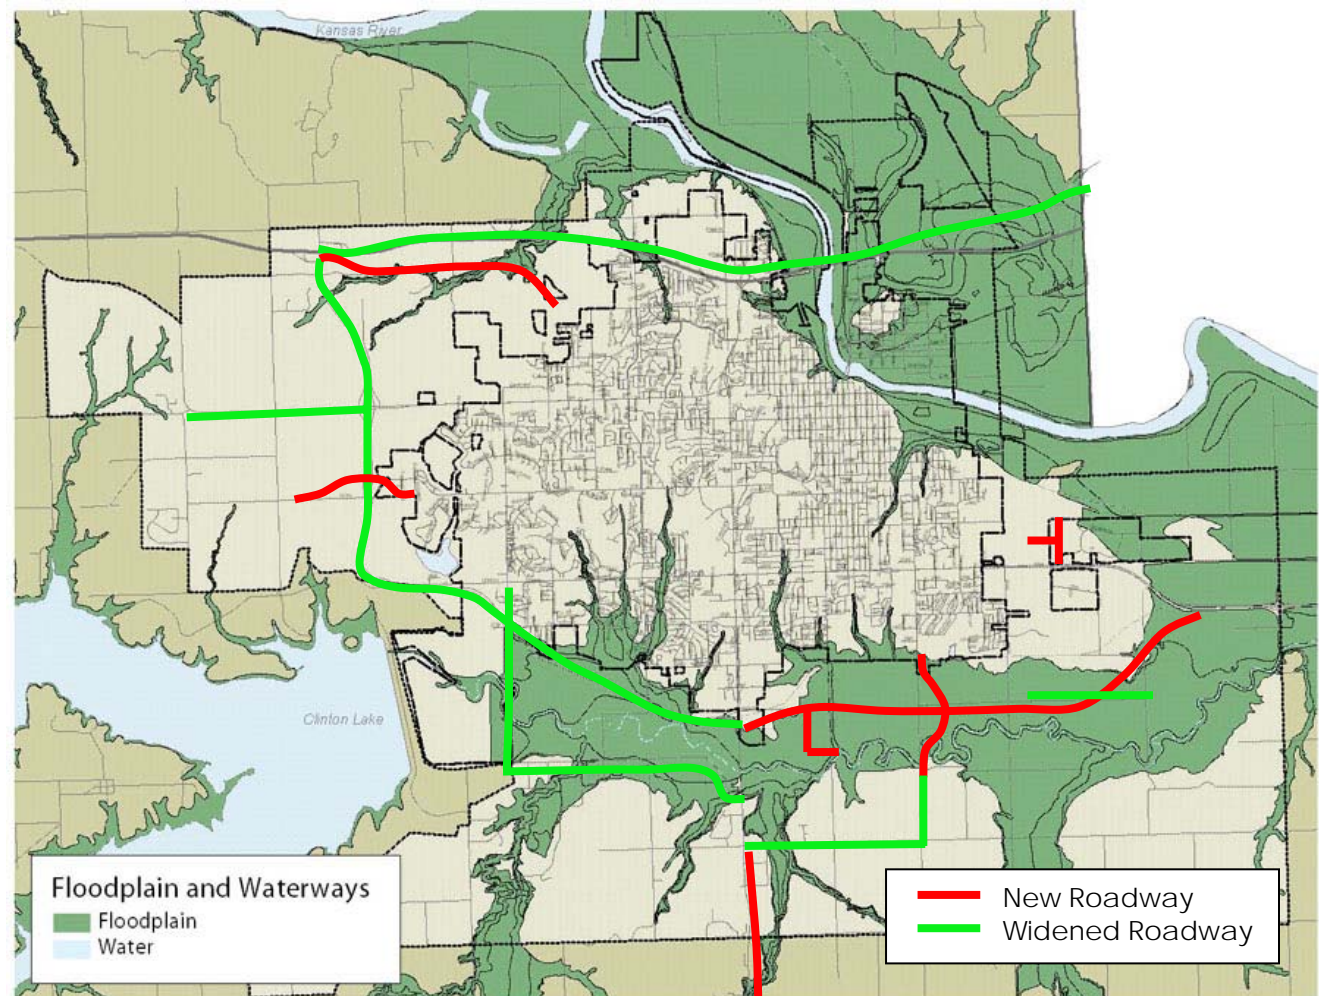 Kansas River
Clinton Lake
Floodplain and Waterways
Floodplain
Water
New Roadway
Widened Roadway